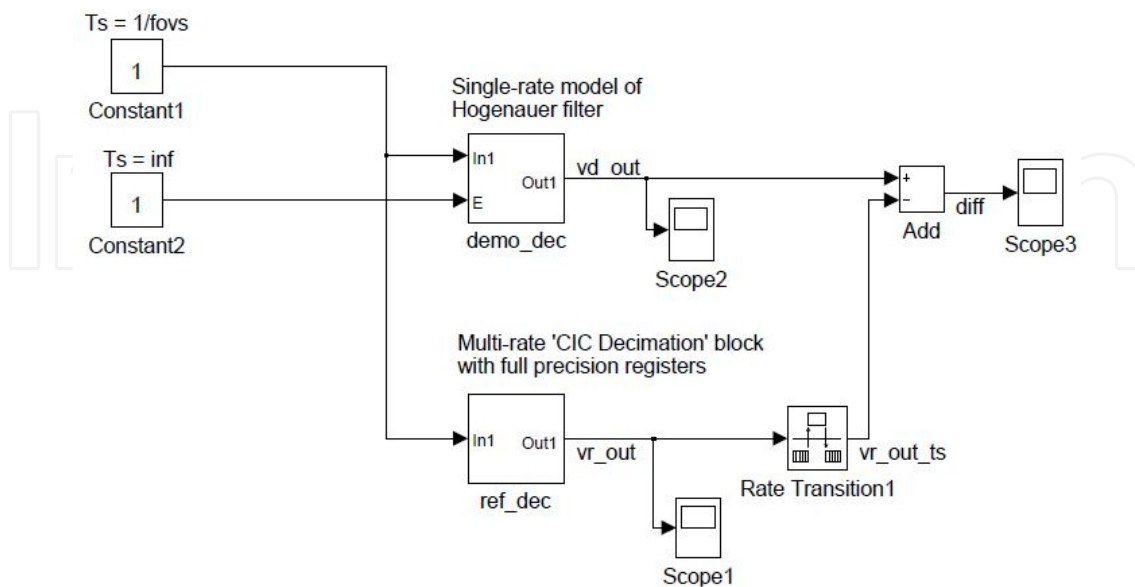 Ts = 1/fovs
1
Constant1
Ts = inf
1
Constant2
Single-rate model of
Hogenauer filter
In1
Out1
E
demo_dec
vd_out
Scope2
+
−
Add
diff
Scope3
Multi-rate 'CIC Decimation' block
with full precision registers
In1
Out1
ref_dec
vr_out
Scope1
Rate Transition1
vr_out_ts